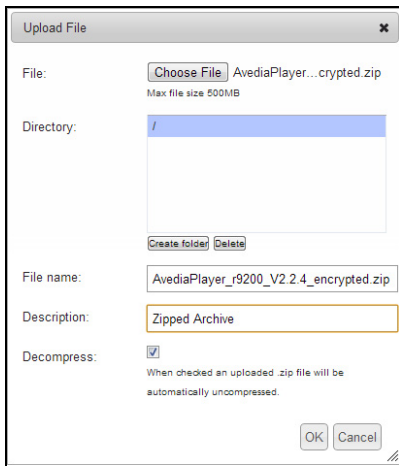 Upload File
File: Choose File AvediaPlayer...crypted.zip
Max file size 500MB
Directory: /
Create folder Delete
File name: AvediaPlayer_r9200_V2.2.4_encrypted.zip
Description: Zipped Archive
Decompress:
When checked an uploaded .zip file will be
automatically uncompressed.
OK Cancel